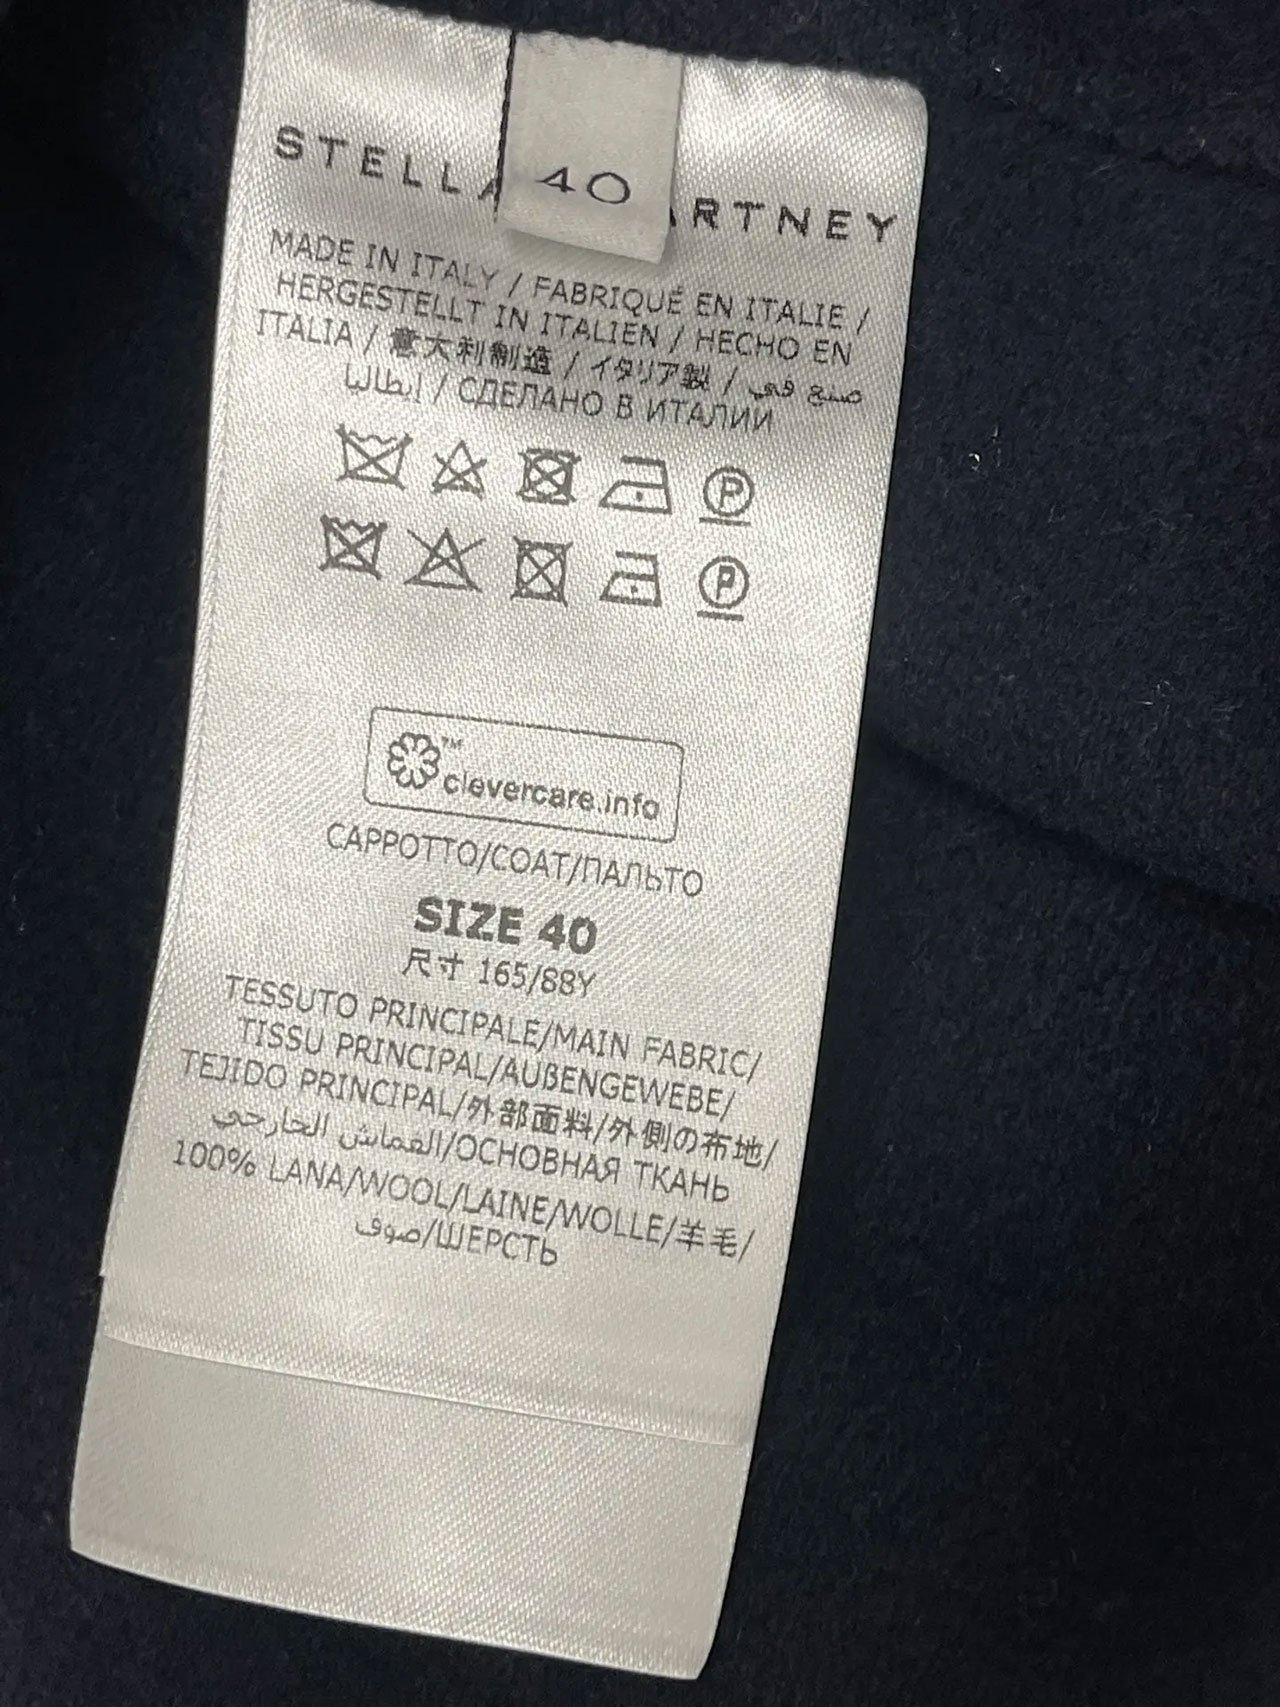 40
STELLA ARTNEY
MADE IN ITALY / FABRIQUÉ EN ITALIE /
HERGESTELLT IN ITALIEN / HECHO EN
ITALIA / 意大利制造 / イタリア製 / صنع في
إيطاليا / СДЕЛАНО В ИТАЛИИ
P
P
™
clevercare.info
CAPPOTTO/COAT/ПАЛЬТО
SIZE 40
尺寸 165/88Y
TESSUTO PRINCIPALE/MAIN FABRIC/
TISSU PRINCIPAL/AUßENGEWEBE/
TEJIDO PRINCIPAL/外部面料/外側の布地/
القماش الخارجي/ОСНОВНАЯ ТКАНЬ
100% LANA/WOOL/LAINE/WOLLE/羊毛/
صوف/ШЕРСТЬ